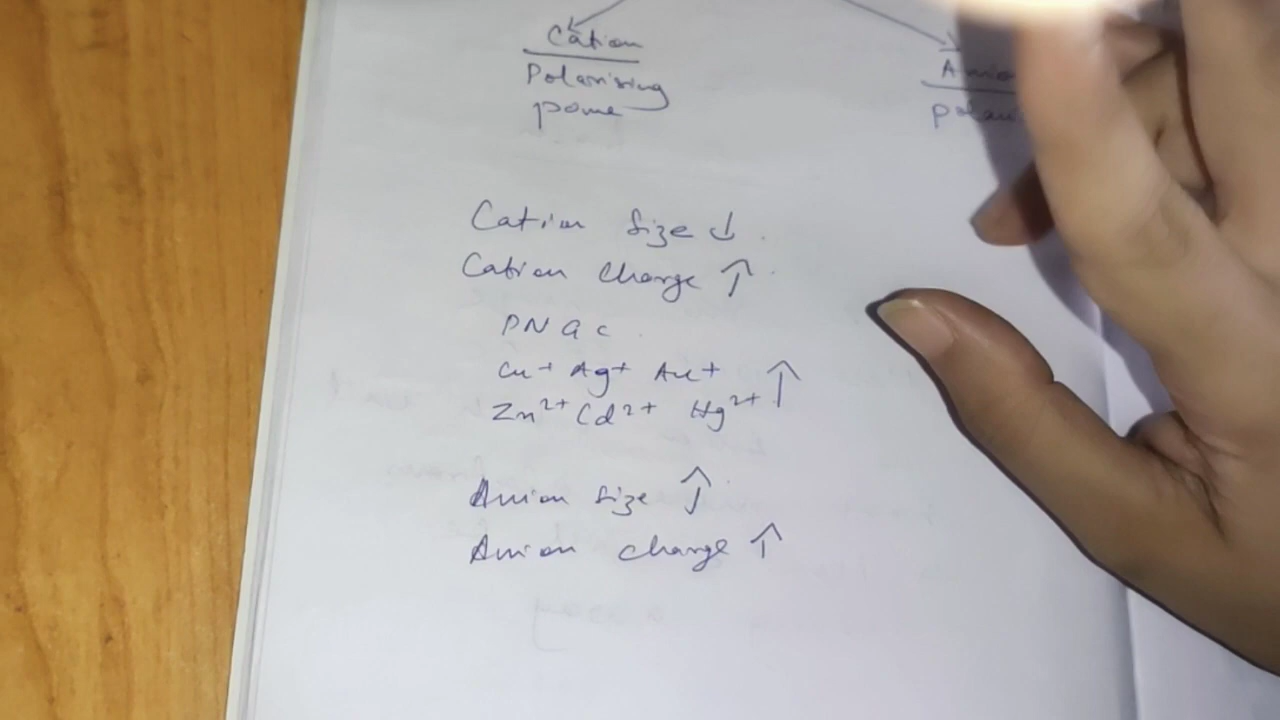 Cation
Polarising
power
Cation Size ↓
Cation charge ↑
PNGC
Cu+ Ag+ Au+ ↑
Zn2+ Cd2+ Hg2+
Anion size ↑
Anion charge ↑